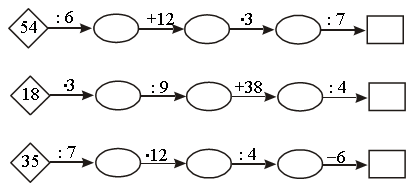 54 : 6 +12 ·3 : 7
18 ·3 : 9 +38 : 4
35 : 7 ·12 : 4 –6